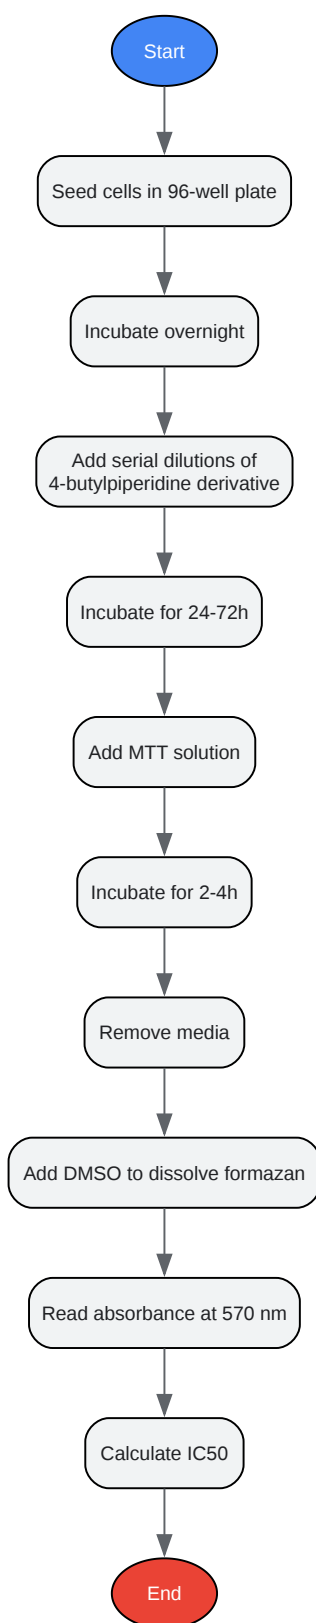 Start
Seed cells in 96-well plate
Incubate overnight
Add serial dilutions of
4-butylpiperidine derivative
Incubate for 24-72h
Add MTT solution
Incubate for 2-4h
Remove media
Add DMSO to dissolve formazan
Read absorbance at 570 nm
Calculate IC50
End